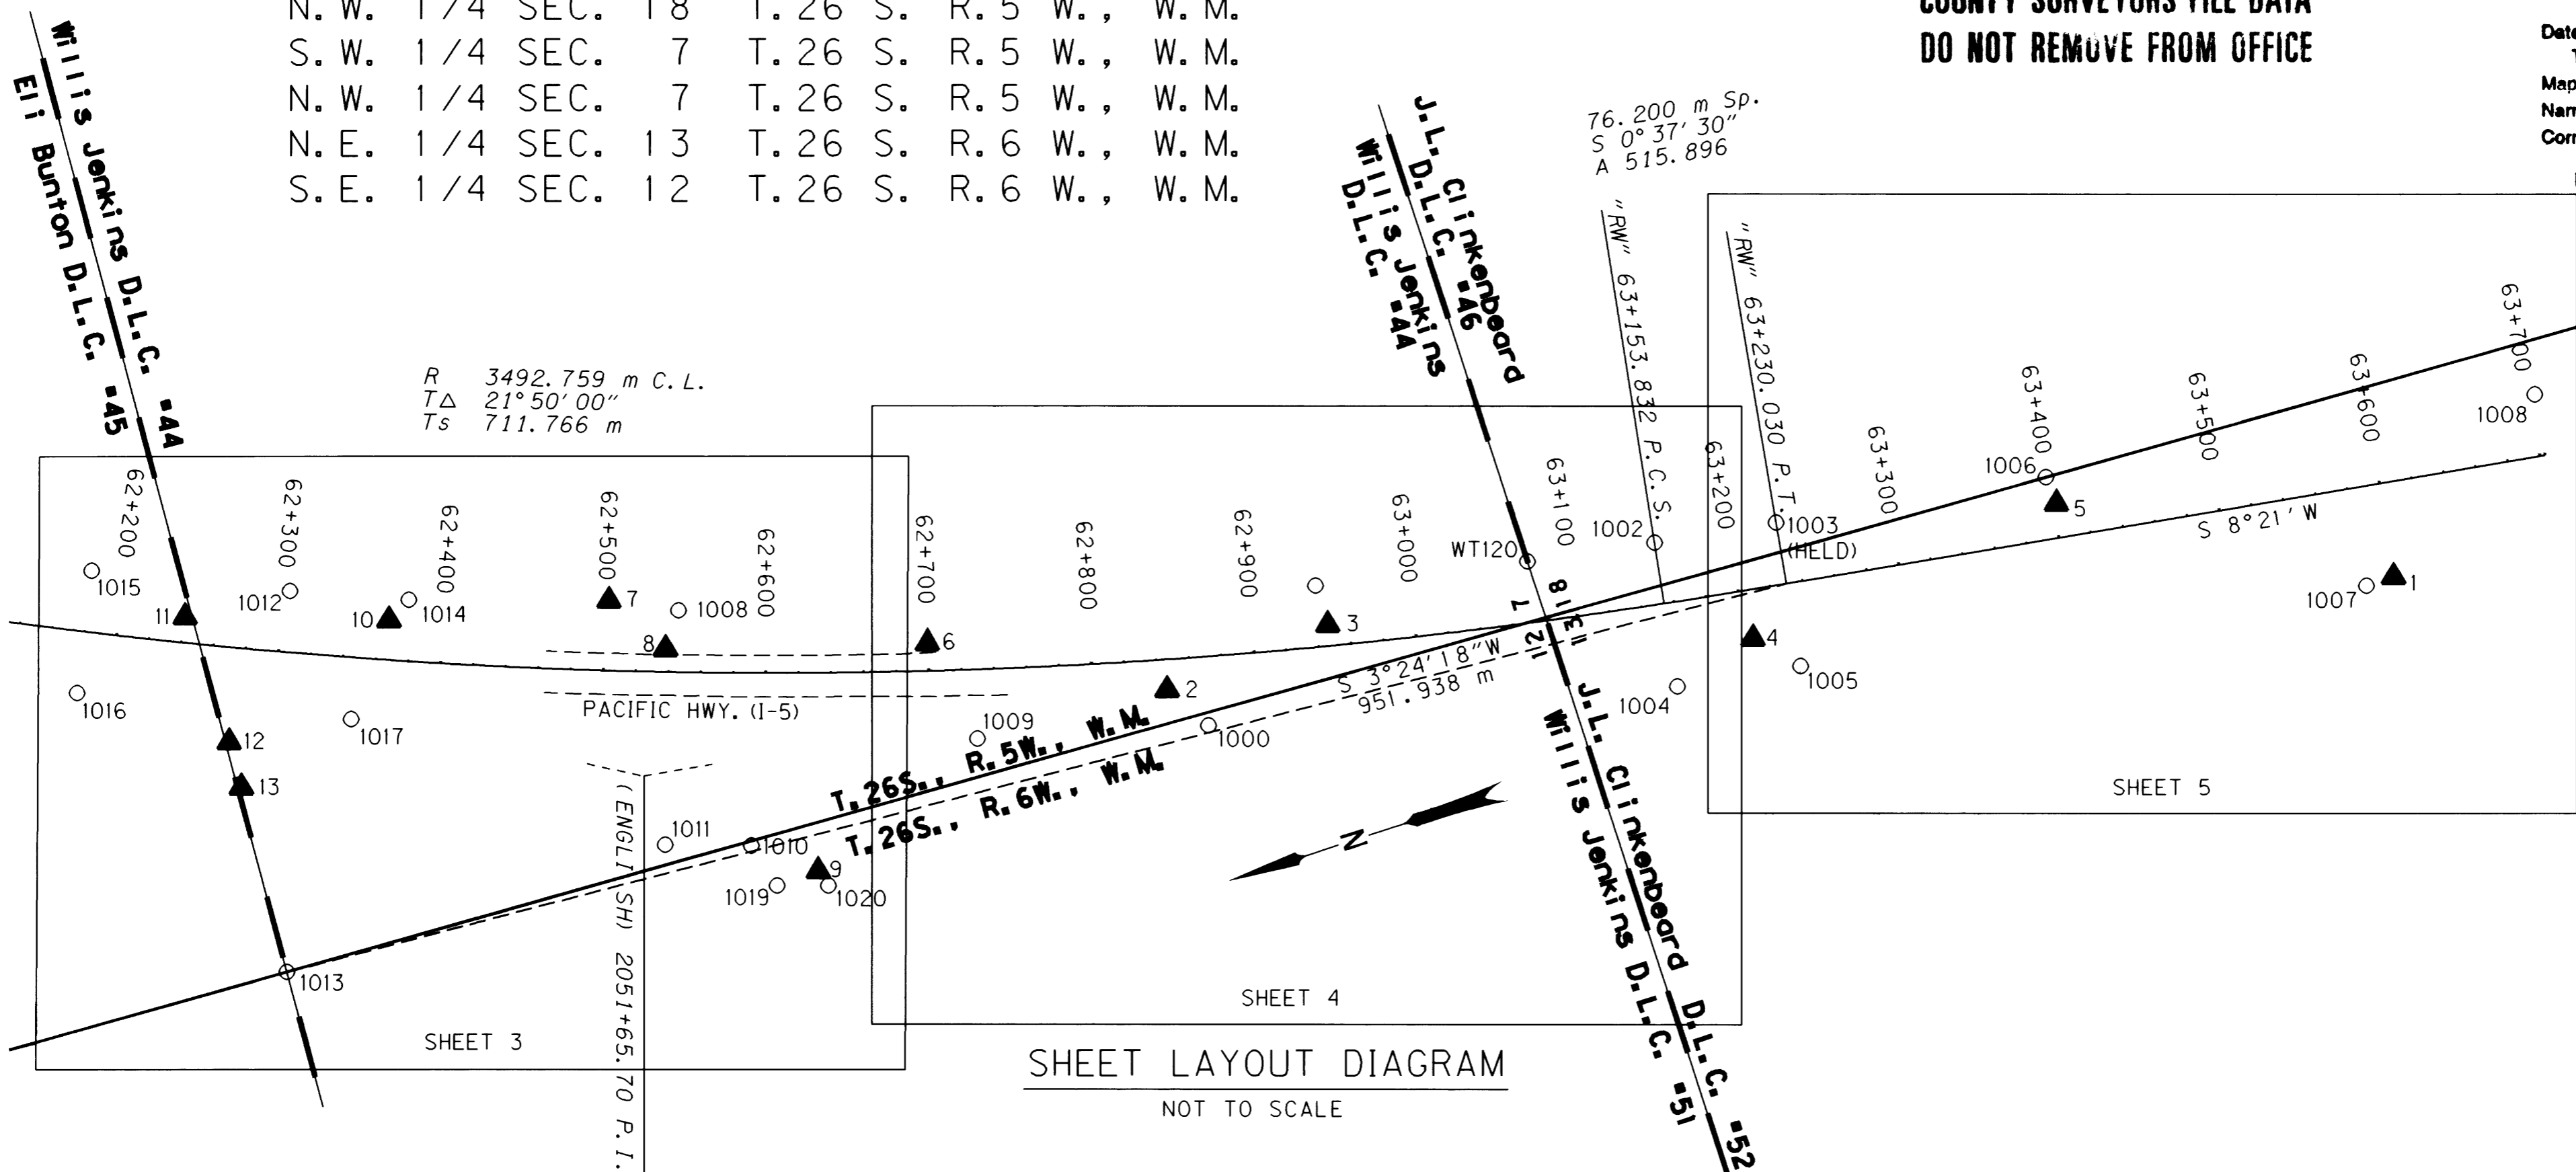 N. W. 1/4 SEC. 18 T. 26 S. R. 5 W., W. M.
S. W. 1/4 SEC. 7 T. 26 S. R. 5 W., W. M.
N. W. 1/4 SEC. 7 T. 26 S. R. 5 W., W. M.
N. E. 1/4 SEC. 13 T. 26 S. R. 6 W., W. M.
S. E. 1/4 SEC. 12 T. 26 S. R. 6 W., W. M.
COUNTY SURVEYORS FILE DATA
DO NOT REMOVE FROM OFFICE
Willis Jenkins D.L.C. #44
Eli Bunton D.L.C. #45
R 3492.759 m C.L.
T△ 21°50'00"
Ts 711.766 m
J.L. Clinkenbeard
D.L.C. #46
Willis Jenkins
D.L.C. #44
76.200 m Sp.
S 0°37'30"
A 515.896
"RW" 63+153.832 P.C.S.
"RW" 63+230.030 P.T.
62+200
62+300
62+400
62+500
62+600
62+700
62+800
62+900
63+000
63+100
63+200
63+300
63+400
63+500
63+600
63+700
1015
1012
11
10
1014
7
1008
8
6
3
WT120
1002
1003
(HELD)
1006
5
1008
S 8°21'W
1007
1
7
18
12
13
4
1005
1004
S 3°24'18"W
951.938 m
2
1009
1000
1016
1017
12
13
PACIFIC HWY. (I-5)
T.26S., R.5W., W.M.
T.26S., R.6W., W.M.
(ENGLISH) 2051+65.70 P.I.
1011
1010
9
1019
1020
1013
N
J.L. Clinkenbeard D.L.C. #52
Willis Jenkins D.L.C. #51
SHEET 3
SHEET 4
SHEET 5
SHEET LAYOUT DIAGRAM
NOT TO SCALE